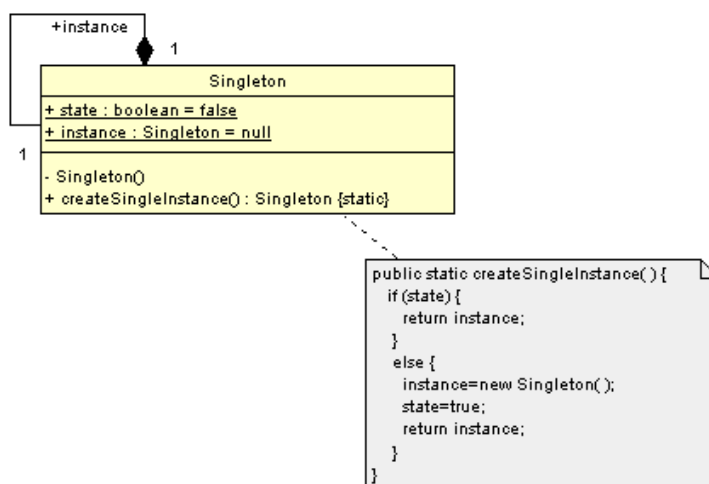 +instance
1
Singleton
+ state : boolean = false
+ instance : Singleton = null
1
- Singleton()
+ createSingleInstance() : Singleton {static}
public static createSingleInstance( ) {
if (state) {
return instance;
}
else {
instance=new Singleton( );
state=true;
return instance;
}
}